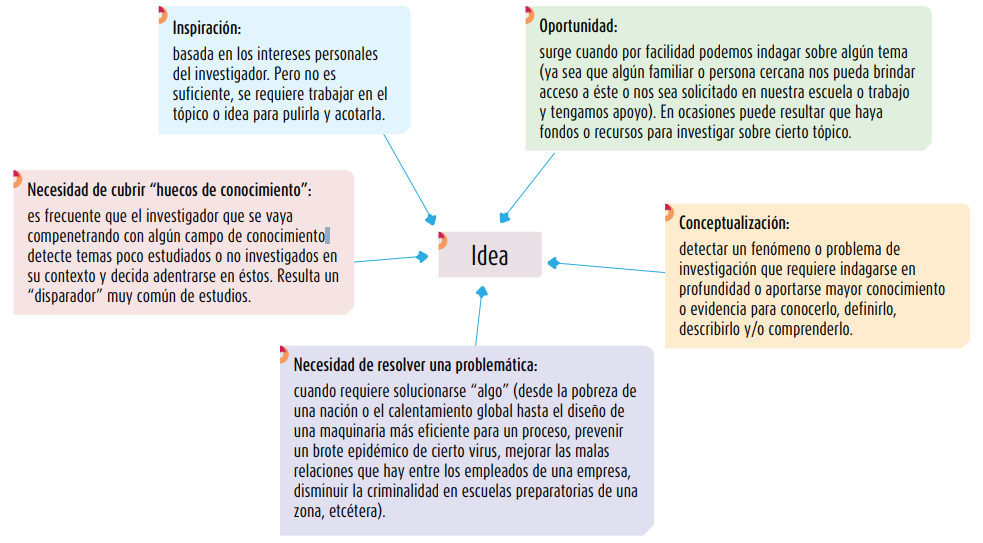 Inspiración:
basada en los intereses personales
del investigador. Pero no es
suficiente, se requiere trabajar en el
tópico o idea para pulirla y acotarla.
Oportunidad:
surge cuando por facilidad podemos indagar sobre algún tema
(ya sea que algún familiar o persona cercana nos pueda brindar
acceso a éste o nos sea solicitado en nuestra escuela o trabajo
y tengamos apoyo). En ocasiones puede resultar que haya
fondos o recursos para investigar sobre cierto tópico.
Necesidad de cubrir “huecos de conocimiento”:
es frecuente que el investigador que se vaya
compenetrando con algún campo de conocimiento
detecte temas poco estudiados o no investigados en
su contexto y decida adentrarse en éstos. Resulta un
“disparador” muy común de estudios.
Idea
Conceptualización:
detectar un fenómeno o problema de
investigación que requiere indagarse en
profundidad o aportarse mayor conocimiento
o evidencia para conocerlo, definirlo,
describirlo y/o comprenderlo.
Necesidad de resolver una problemática:
cuando requiere solucionarse “algo” (desde la pobreza de
una nación o el calentamiento global hasta el diseño de
una maquinaria más eficiente para un proceso, prevenir
un brote epidémico de cierto virus, mejorar las malas
relaciones que hay entre los empleados de una empresa,
disminuir la criminalidad en escuelas preparatorias de una
zona, etcétera).